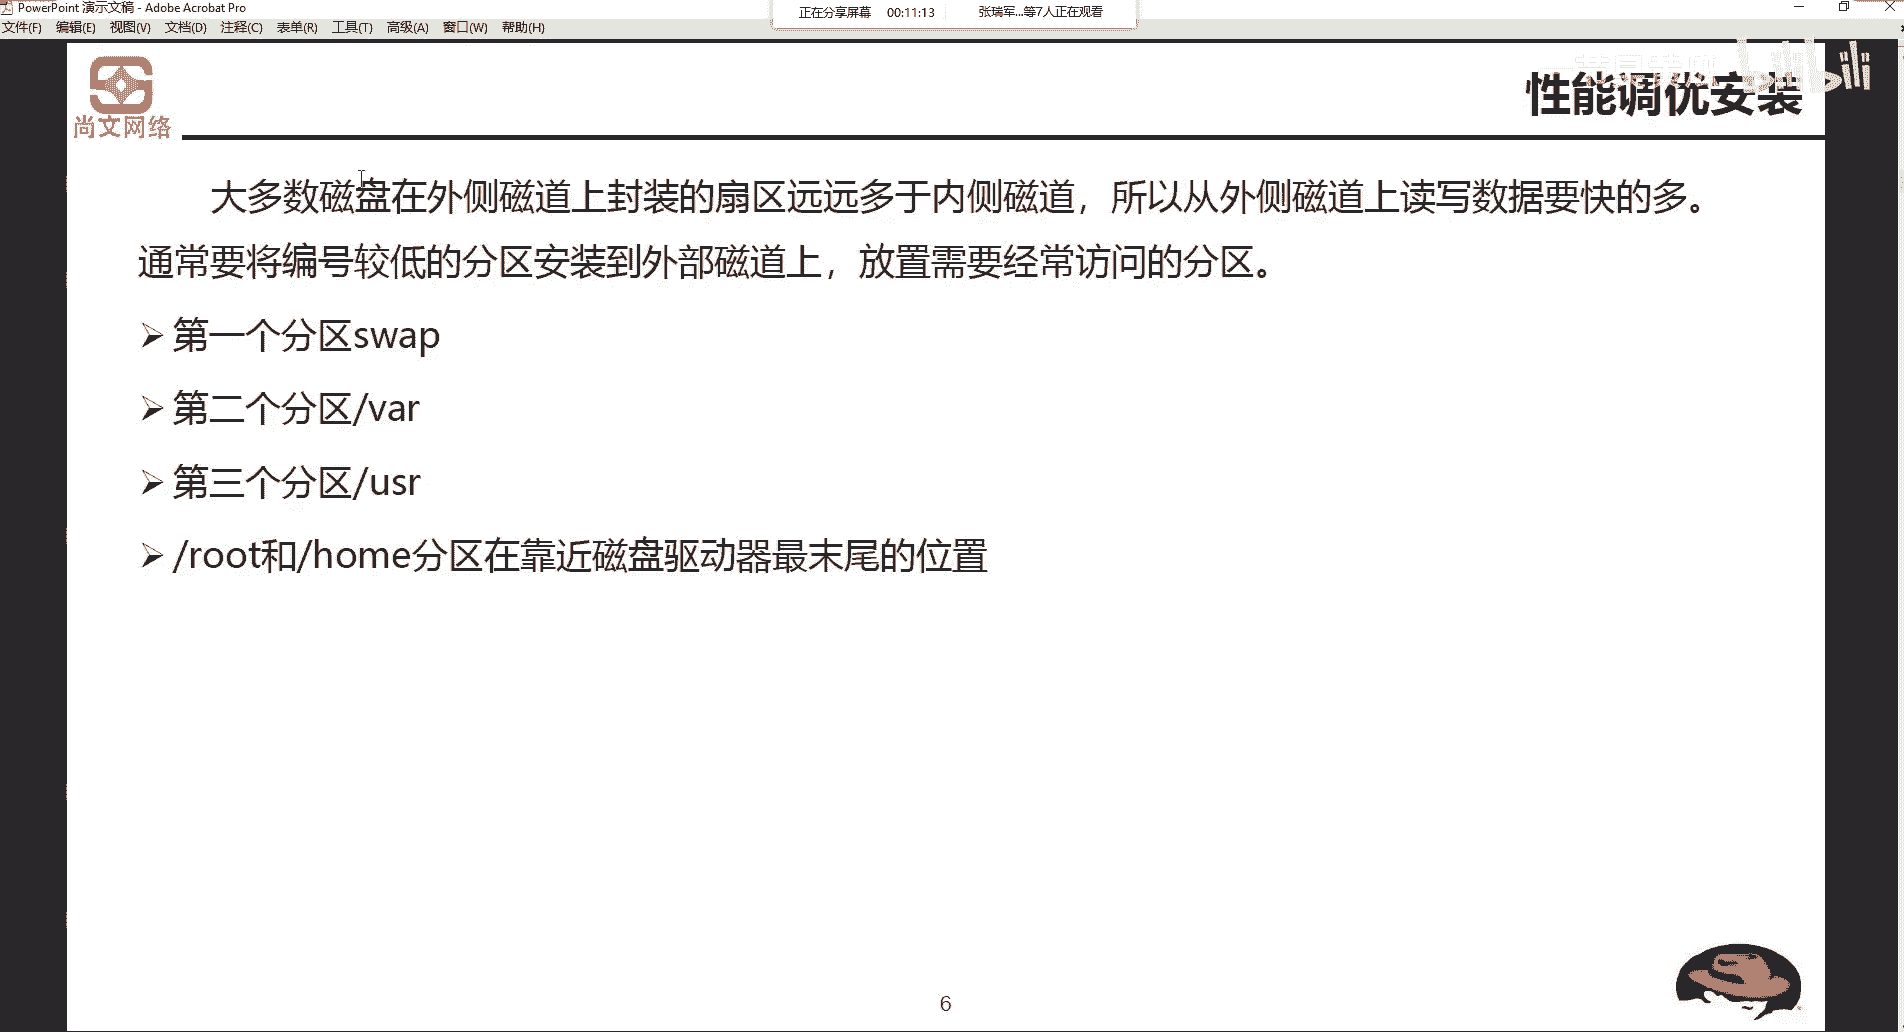 PowerPoint 演示文稿 - Adobe Acrobat Pro
正在分享屏幕 00:11:13 张瑞军...等7人正在观看
文件(F) 编辑(E) 视图(V) 文档(D) 注释(C) 表单(R) 工具(T) 高级(A) 窗口(W) 帮助(H)
bilibili
尚文网络
性能调优安装
大多数磁盘在外侧磁道上封装的扇区远远多于内侧磁道，所以从外侧磁道上读写数据要快的多。
通常要将编号较低的分区安装到外部磁道上，放置需要经常访问的分区。
➢ 第一个分区swap
➢ 第二个分区/var
➢ 第三个分区/usr
➢ /root和/home分区在靠近磁盘驱动器最末尾的位置
6